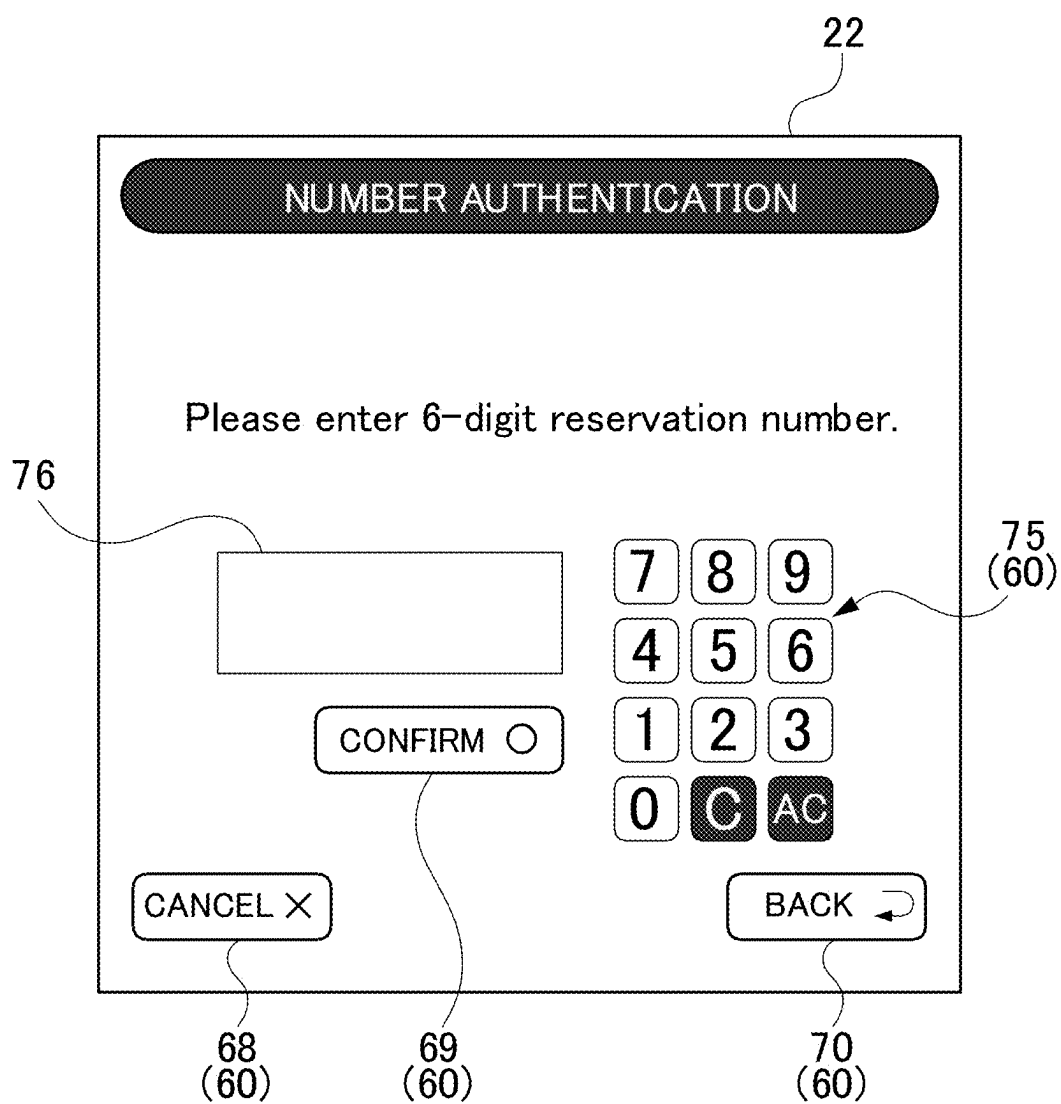 22
NUMBER AUTHENTICATION
Please enter 6-digit reservation number.
76
75
(60)
7 8 9
4 5 6
1 2 3
0 C AC
CONFIRM ○
CANCEL ×
BACK
68
(60)
69
(60)
70
(60)